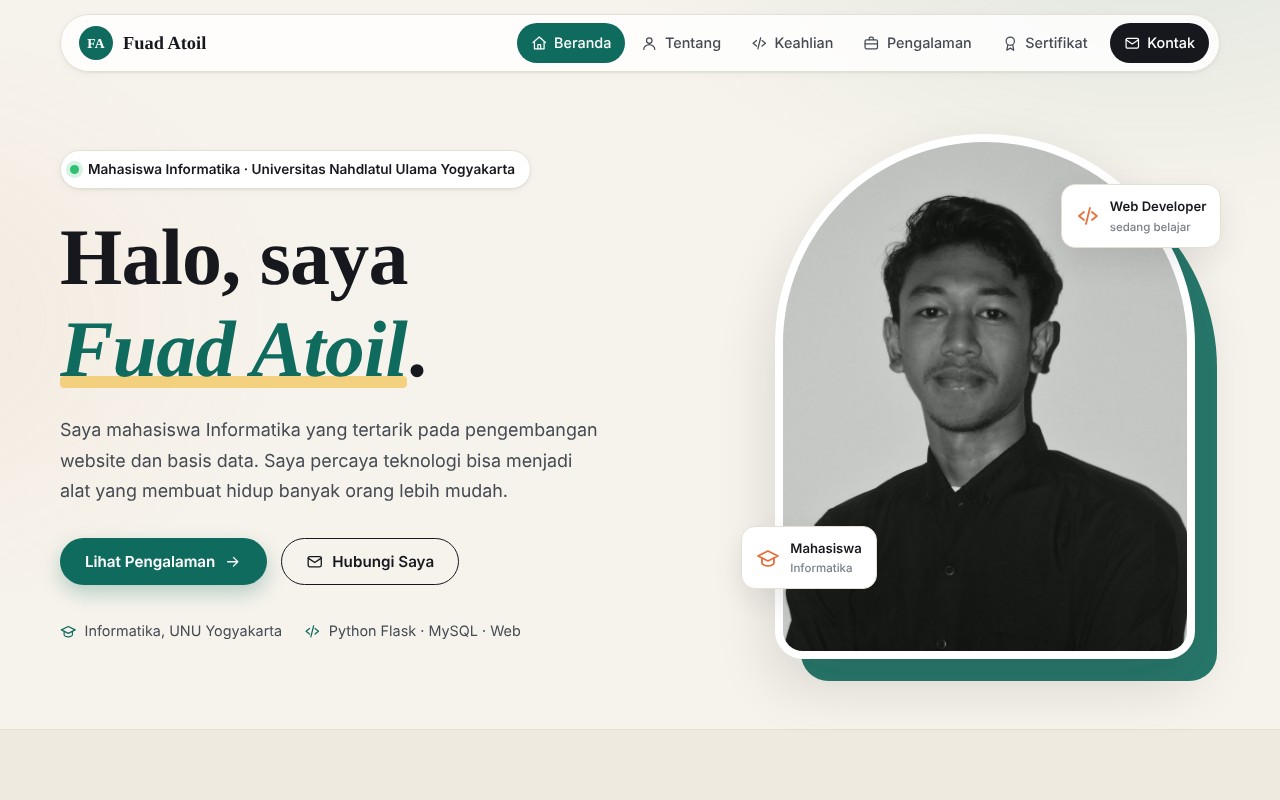 FA
Fuad Atoil
Beranda
Tentang
Keahlian
Pengalaman
Sertifikat
Kontak
Mahasiswa Informatika · Universitas Nahdlatul Ulama Yogyakarta
Halo, saya
Fuad Atoil.
Saya mahasiswa Informatika yang tertarik pada pengembangan
website dan basis data. Saya percaya teknologi bisa menjadi
alat yang membuat hidup banyak orang lebih mudah.
Lihat Pengalaman →
Hubungi Saya
Informatika, UNU Yogyakarta
Python Flask · MySQL · Web
Web Developer
sedang belajar
Mahasiswa
Informatika